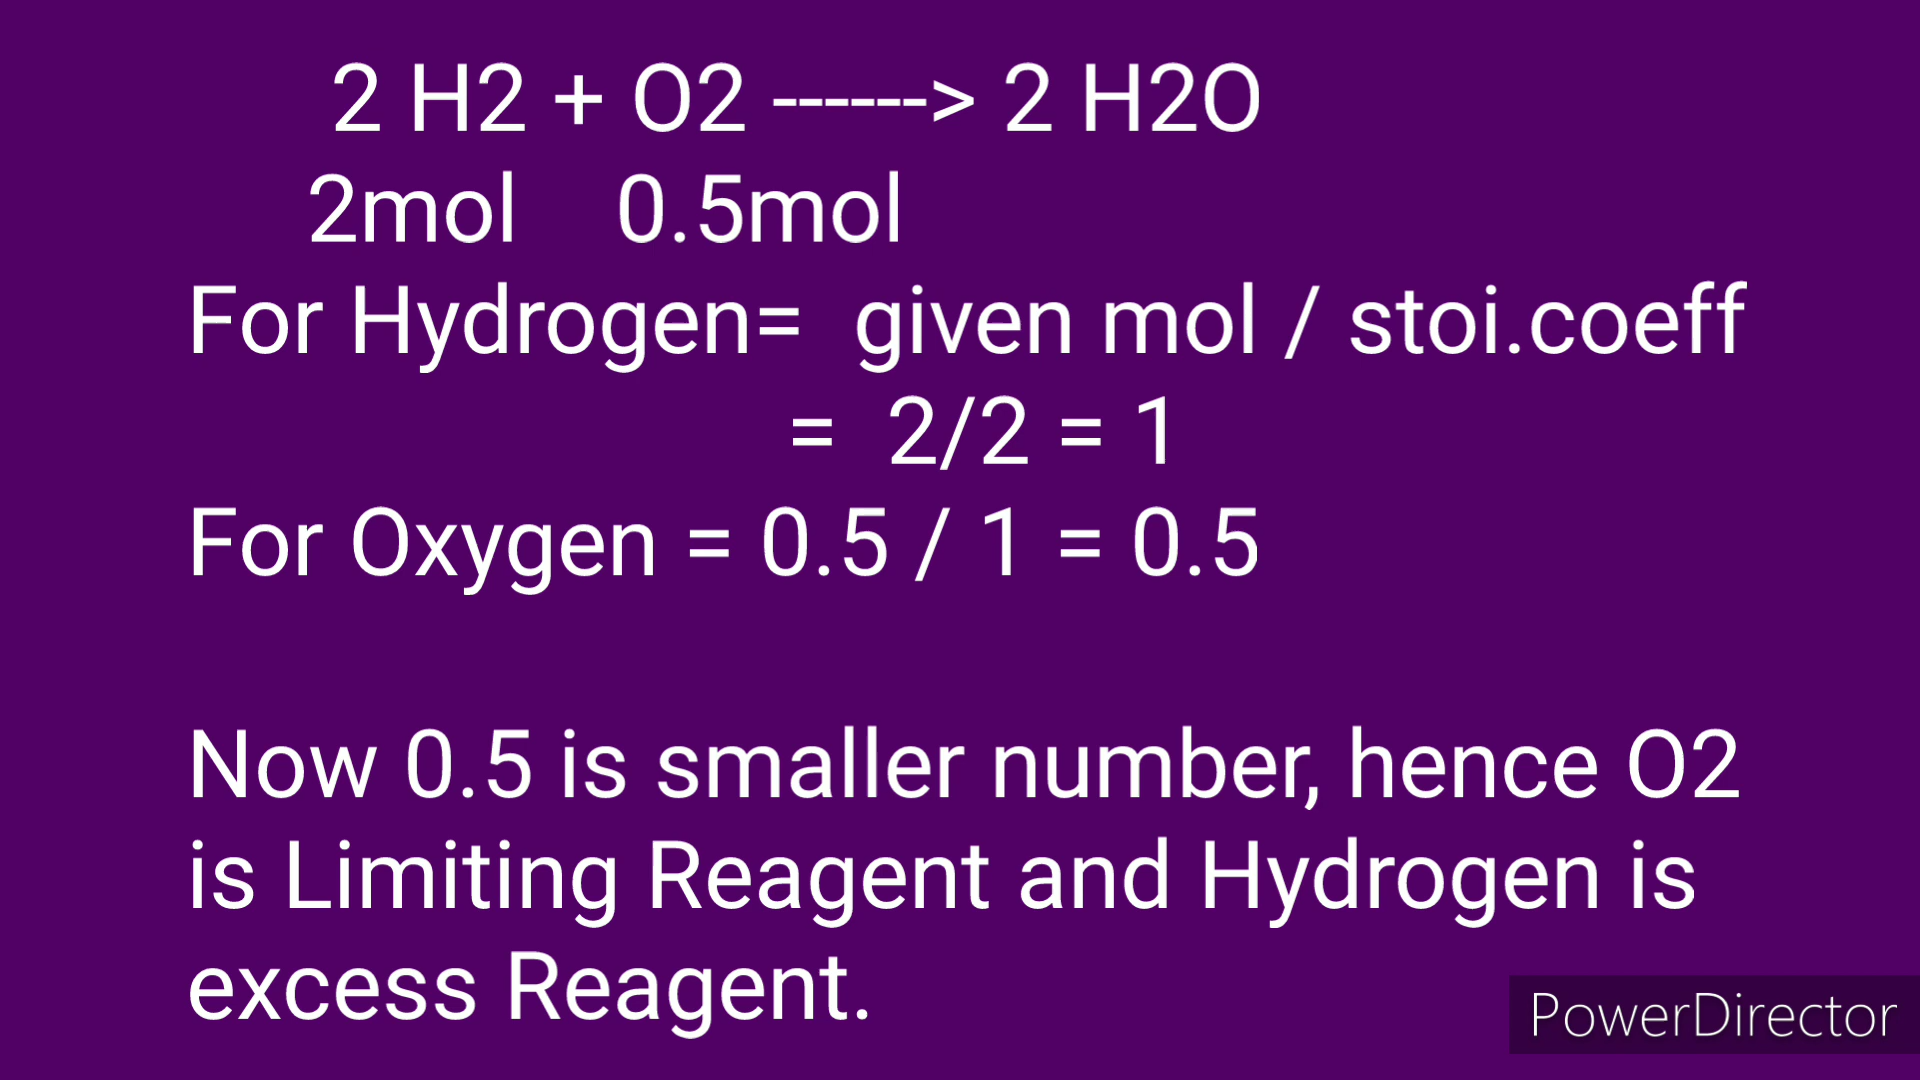 2 H2 + O2 ------> 2 H2O
2mol 0.5mol
For Hydrogen= given mol / stoi.coeff
= 2/2 = 1
For Oxygen = 0.5 / 1 = 0.5
Now 0.5 is smaller number, hence O2
is Limiting Reagent and Hydrogen is
excess Reagent.
PowerDirector